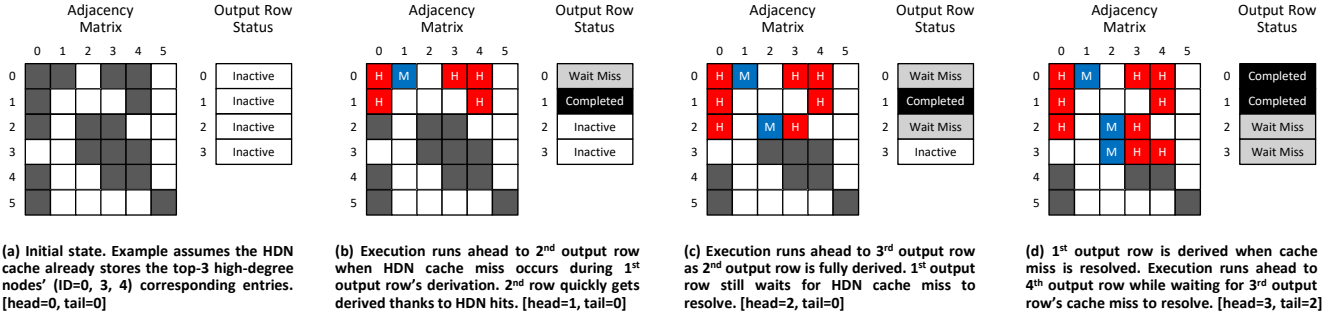 Adjacency
Matrix
Output Row
Status
0 1 2 3 4 5
0
1
2
3
4
5
0 Inactive
1 Inactive
2 Inactive
3 Inactive
(a) Initial state. Example assumes the HDN
cache already stores the top-3 high-degree
nodes’ (ID=0, 3, 4) corresponding entries.
[head=0, tail=0]
Adjacency
Matrix
Output Row
Status
0 1 2 3 4 5
0 H M H H
1 H H
2
3
4
5
0 Wait Miss
1 Completed
2 Inactive
3 Inactive
(b) Execution runs ahead to 2nd output row
when HDN cache miss occurs during 1st
output row’s derivation. 2nd row quickly gets
derived thanks to HDN hits. [head=1, tail=0]
Adjacency
Matrix
Output Row
Status
0 1 2 3 4 5
0 H M H H
1 H H
2 H M H
3
4
5
0 Wait Miss
1 Completed
2 Wait Miss
3 Inactive
(c) Execution runs ahead to 3rd output row
as 2nd output row is fully derived. 1st output
row still waits for HDN cache miss to
resolve. [head=2, tail=0]
Adjacency
Matrix
Output Row
Status
0 1 2 3 4 5
0 H M H H
1 H H
2 H M H
3 M H H
4
5
0 Completed
1 Completed
2 Wait Miss
3 Wait Miss
(d) 1st output row is derived when cache
miss is resolved. Execution runs ahead to
4th output row while waiting for 3rd output
row’s cache miss to resolve. [head=3, tail=2]